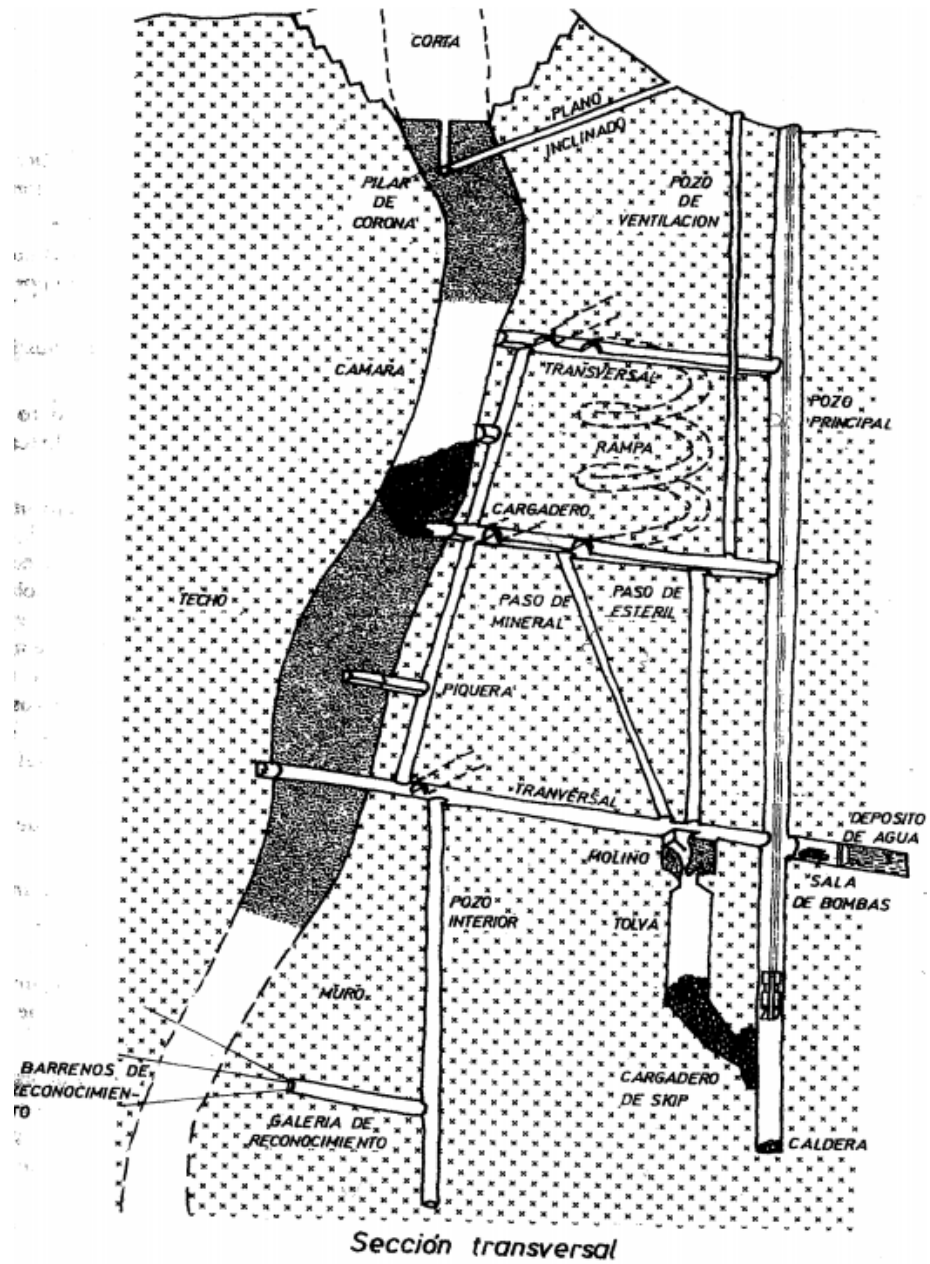 CORTA
PLANO
INCLINADO
PILAR
DE
CORONA
POZO
DE
VENTILACION
CAMARA
TRANSVERSAL
POZO
PRINCIPAL
RAMPA
CARGADERO
TECHO
PASO DE
MINERAL
PASO DE
ESTERIL
PIQUERA
TRANVERSAL
DEPOSITO
DE AGUA
MOLINO
SALA
DE BOMBAS
POZO
INTERIOR
TOLVA
MURO
BARRENOS DE
RECONOCIMIEN-
TO
CARGADERO
DE SKIP
GALERIA DE
RECONOCIMIENTO
CALDERA
Sección transversal